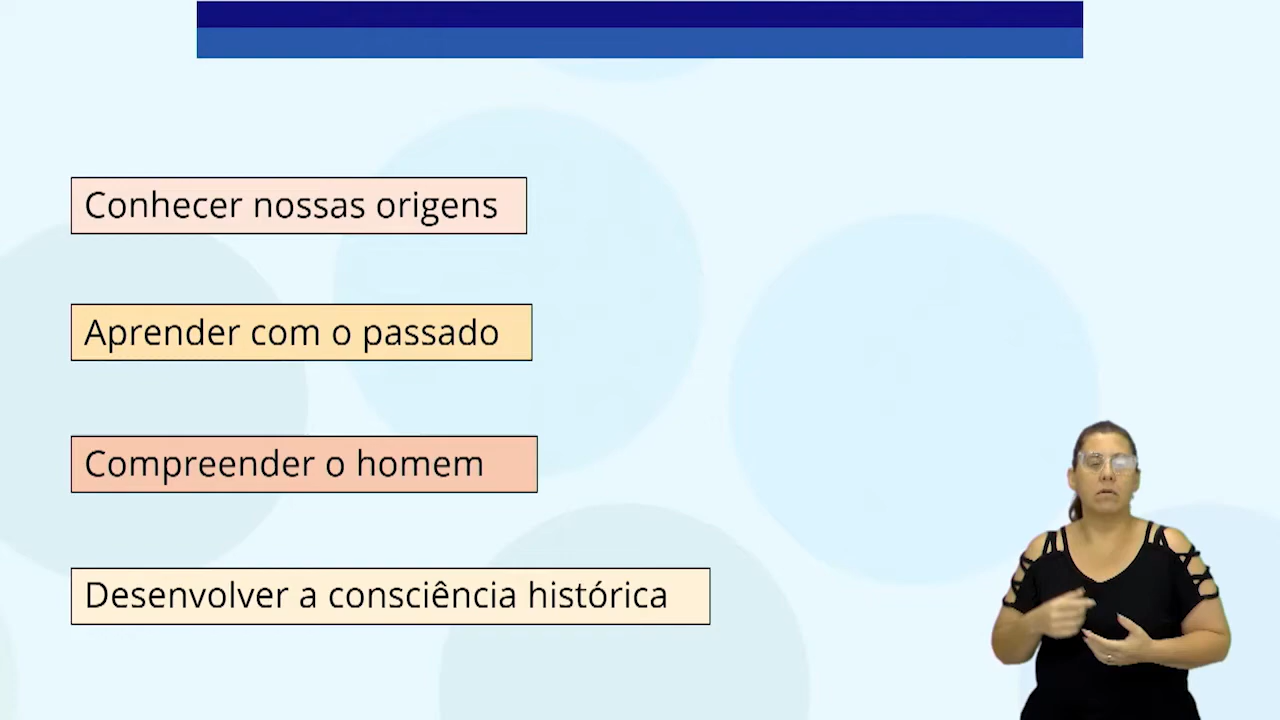 Conhecer nossas origens
Aprender com o passado
Compreender o homem
Desenvolver a consciência histórica